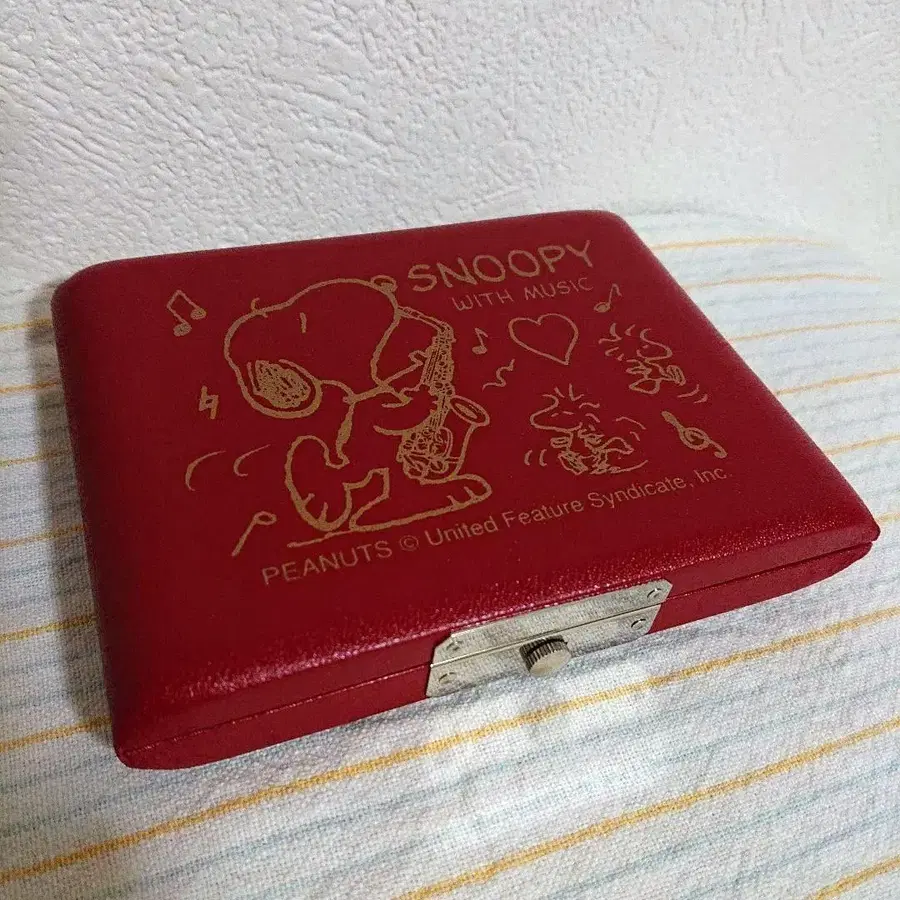 SNOOPY
WITH MUSIC
PEANUTS © United Feature Syndicate, Inc.